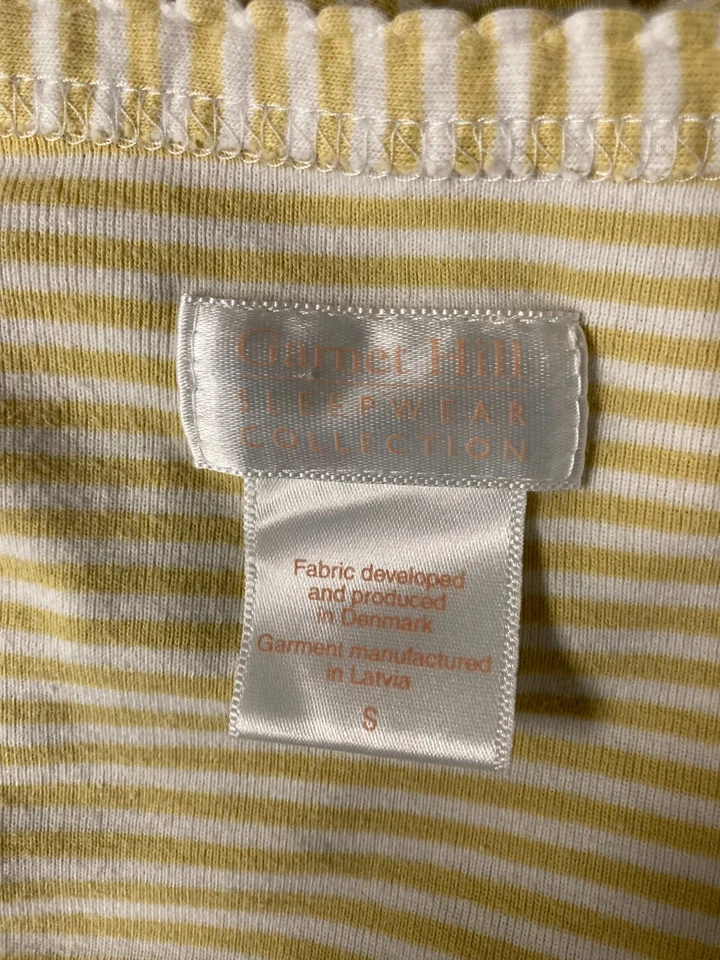 Garnet Hill
SLEEPWEAR
COLLECTION
Fabric developed
and produced
in Denmark
Garment manufactured
in Latvia
S